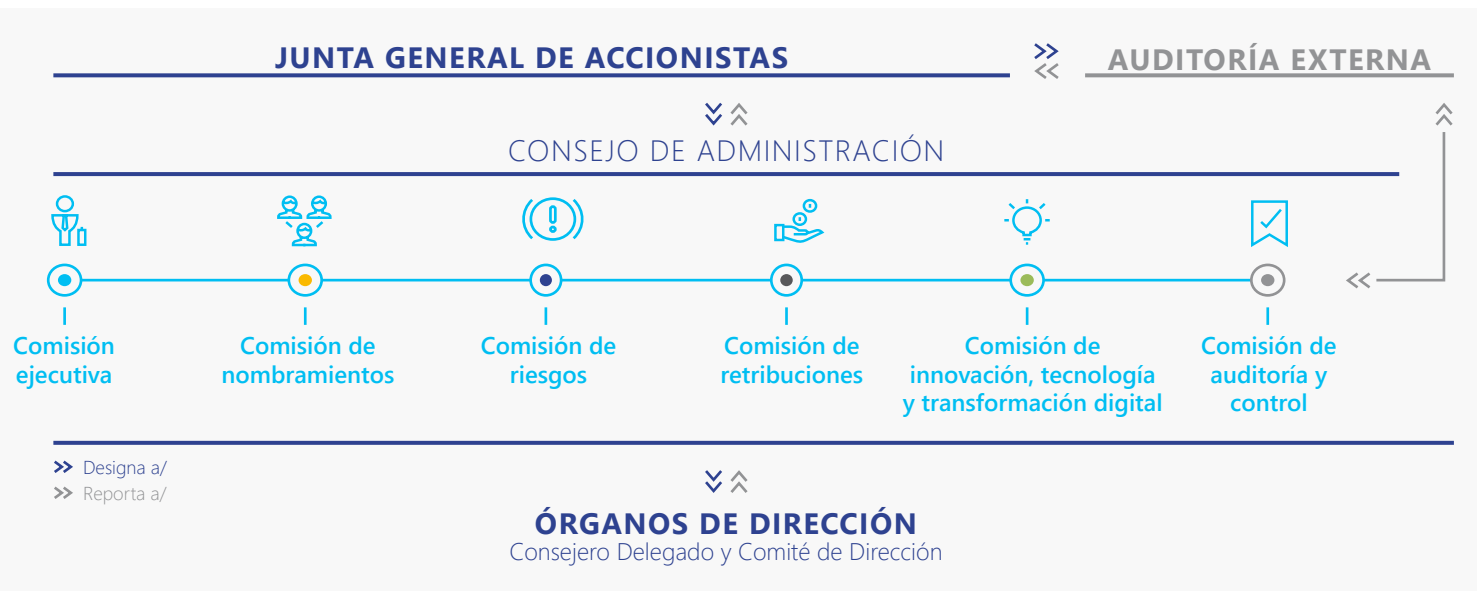 JUNTA GENERAL DE ACCIONISTAS
AUDITORÍA EXTERNA
CONSEJO DE ADMINISTRACIÓN
Comisión
ejecutiva
Comisión de
nombramientos
Comisión de
riesgos
Comisión de
retribuciones
Comisión de
innovación, tecnología
y transformación digital
Comisión de
auditoría y
control
Designa a/
Reporta a/
ÓRGANOS DE DIRECCIÓN
Consejero Delegado y Comité de Dirección